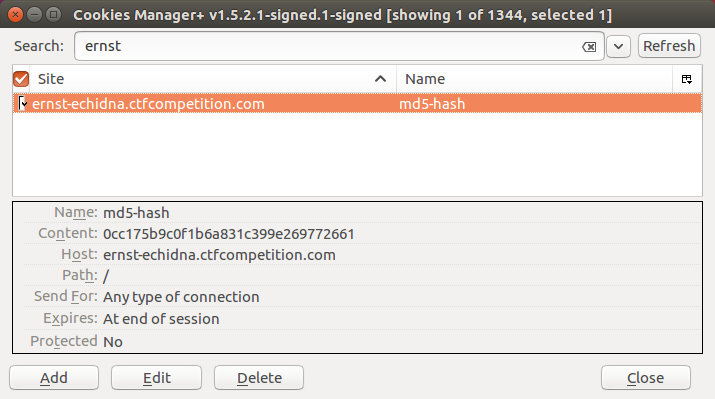 Cookies Manager+ v1.5.2.1-signed.1-signed [showing 1 of 1344, selected 1]
Search: ernst Refresh
Site Name
ernst-echidna.ctfcompetition.com md5-hash
Name: md5-hash
Content: 0cc175b9c0f1b6a831c399e269772661
Host: ernst-echidna.ctfcompetition.com
Path: /
Send For: Any type of connection
Expires: At end of session
Protected No
Add Edit Delete Close